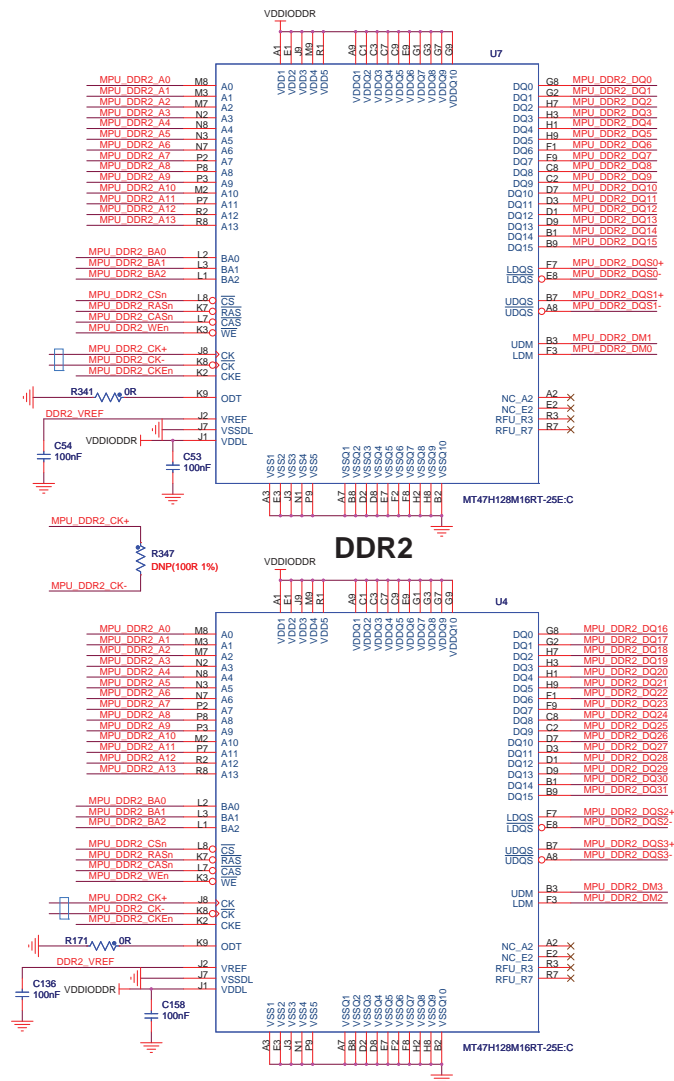 VDDIODDR
A1 E1 J9 M9 R1 A9 C1 C3 C7 C9 E9 G1 G3 G7 G9
U7
VDD1 VDD2 VDD3 VDD4 VDD5 VDDQ1 VDDQ2 VDDQ3 VDDQ4 VDDQ5 VDDQ6 VDDQ7 VDDQ8 VDDQ9 VDDQ10
MPU_DDR2_A0 M8 A0 DQ0 G8 MPU_DDR2_DQ0
MPU_DDR2_A1 M3 A1 DQ1 G2 MPU_DDR2_DQ1
MPU_DDR2_A2 M7 A2 DQ2 H7 MPU_DDR2_DQ2
MPU_DDR2_A3 N2 A3 DQ3 H3 MPU_DDR2_DQ3
MPU_DDR2_A4 N8 A4 DQ4 H1 MPU_DDR2_DQ4
MPU_DDR2_A5 N3 A5 DQ5 H9 MPU_DDR2_DQ5
MPU_DDR2_A6 N7 A6 DQ6 F1 MPU_DDR2_DQ6
MPU_DDR2_A7 P2 A7 DQ7 F9 MPU_DDR2_DQ7
MPU_DDR2_A8 P8 A8 DQ8 C8 MPU_DDR2_DQ8
MPU_DDR2_A9 P3 A9 DQ9 C2 MPU_DDR2_DQ9
MPU_DDR2_A10 M2 A10 DQ10 D7 MPU_DDR2_DQ10
MPU_DDR2_A11 P7 A11 DQ11 D3 MPU_DDR2_DQ11
MPU_DDR2_A12 R2 A12 DQ12 D1 MPU_DDR2_DQ12
MPU_DDR2_A13 R8 A13 DQ13 D9 MPU_DDR2_DQ13
DQ14 B1 MPU_DDR2_DQ14
DQ15 B9 MPU_DDR2_DQ15
MPU_DDR2_BA0 L2 BA0
MPU_DDR2_BA1 L3 BA1 LDQS F7 MPU_DDR2_DQS0+
MPU_DDR2_BA2 L1 BA2 LDQS E8 MPU_DDR2_DQS0-
MPU_DDR2_CSn L8 CS UDQS B7 MPU_DDR2_DQS1+
MPU_DDR2_RASn K7 RAS UDQS A8 MPU_DDR2_DQS1-
MPU_DDR2_CASn L7 CAS
MPU_DDR2_WEn K3 WE
MPU_DDR2_CK+ J8 CK UDM B3 MPU_DDR2_DM1
MPU_DDR2_CK- K8 CK LDM F3 MPU_DDR2_DM0
MPU_DDR2_CKEn K2 CKE
R341 0R K9 ODT NC_A2 A2
DDR2_VREF J2 VREF NC_E2 E2
J7 VSSDL RFU_R3 R3
VDDIODDR J1 VDDL RFU_R7 R7
C54 100nF
C53 100nF
VSS1 VSS2 VSS3 VSS4 VSS5 VSSQ1 VSSQ2 VSSQ3 VSSQ4 VSSQ5 VSSQ6 VSSQ7 VSSQ8 VSSQ9 VSSQ10
A3 E3 J3 N1 P9 A7 B8 D2 D8 E7 F2 F8 H2 H8 B2
MT47H128M16RT-25E:C
MPU_DDR2_CK+
R347
DNP(100R 1%)
MPU_DDR2_CK-
DDR2
VDDIODDR
A1 E1 J9 M9 R1 A9 C1 C3 C7 C9 E9 G1 G3 G7 G9
U4
VDD1 VDD2 VDD3 VDD4 VDD5 VDDQ1 VDDQ2 VDDQ3 VDDQ4 VDDQ5 VDDQ6 VDDQ7 VDDQ8 VDDQ9 VDDQ10
MPU_DDR2_A0 M8 A0 DQ0 G8 MPU_DDR2_DQ16
MPU_DDR2_A1 M3 A1 DQ1 G2 MPU_DDR2_DQ17
MPU_DDR2_A2 M7 A2 DQ2 H7 MPU_DDR2_DQ18
MPU_DDR2_A3 N2 A3 DQ3 H3 MPU_DDR2_DQ19
MPU_DDR2_A4 N8 A4 DQ4 H1 MPU_DDR2_DQ20
MPU_DDR2_A5 N3 A5 DQ5 H9 MPU_DDR2_DQ21
MPU_DDR2_A6 N7 A6 DQ6 F1 MPU_DDR2_DQ22
MPU_DDR2_A7 P2 A7 DQ7 F9 MPU_DDR2_DQ23
MPU_DDR2_A8 P8 A8 DQ8 C8 MPU_DDR2_DQ24
MPU_DDR2_A9 P3 A9 DQ9 C2 MPU_DDR2_DQ25
MPU_DDR2_A10 M2 A10 DQ10 D7 MPU_DDR2_DQ26
MPU_DDR2_A11 P7 A11 DQ11 D3 MPU_DDR2_DQ27
MPU_DDR2_A12 R2 A12 DQ12 D1 MPU_DDR2_DQ28
MPU_DDR2_A13 R8 A13 DQ13 D9 MPU_DDR2_DQ29
DQ14 B1 MPU_DDR2_DQ30
DQ15 B9 MPU_DDR2_DQ31
MPU_DDR2_BA0 L2 BA0
MPU_DDR2_BA1 L3 BA1 LDQS F7 MPU_DDR2_DQS2+
MPU_DDR2_BA2 L1 BA2 LDQS E8 MPU_DDR2_DQS2-
MPU_DDR2_CSn L8 CS UDQS B7 MPU_DDR2_DQS3+
MPU_DDR2_RASn K7 RAS UDQS A8 MPU_DDR2_DQS3-
MPU_DDR2_CASn L7 CAS
MPU_DDR2_WEn K3 WE
MPU_DDR2_CK+ J8 CK UDM B3 MPU_DDR2_DM3
MPU_DDR2_CK- K8 CK LDM F3 MPU_DDR2_DM2
MPU_DDR2_CKEn K2 CKE
R171 0R K9 ODT NC_A2 A2
DDR2_VREF J2 VREF NC_E2 E2
J7 VSSDL RFU_R3 R3
VDDIODDR J1 VDDL RFU_R7 R7
C136 100nF
C158 100nF
VSS1 VSS2 VSS3 VSS4 VSS5 VSSQ1 VSSQ2 VSSQ3 VSSQ4 VSSQ5 VSSQ6 VSSQ7 VSSQ8 VSSQ9 VSSQ10
A3 E3 J3 N1 P9 A7 B8 D2 D8 E7 F2 F8 H2 H8 B2
MT47H128M16RT-25E:C